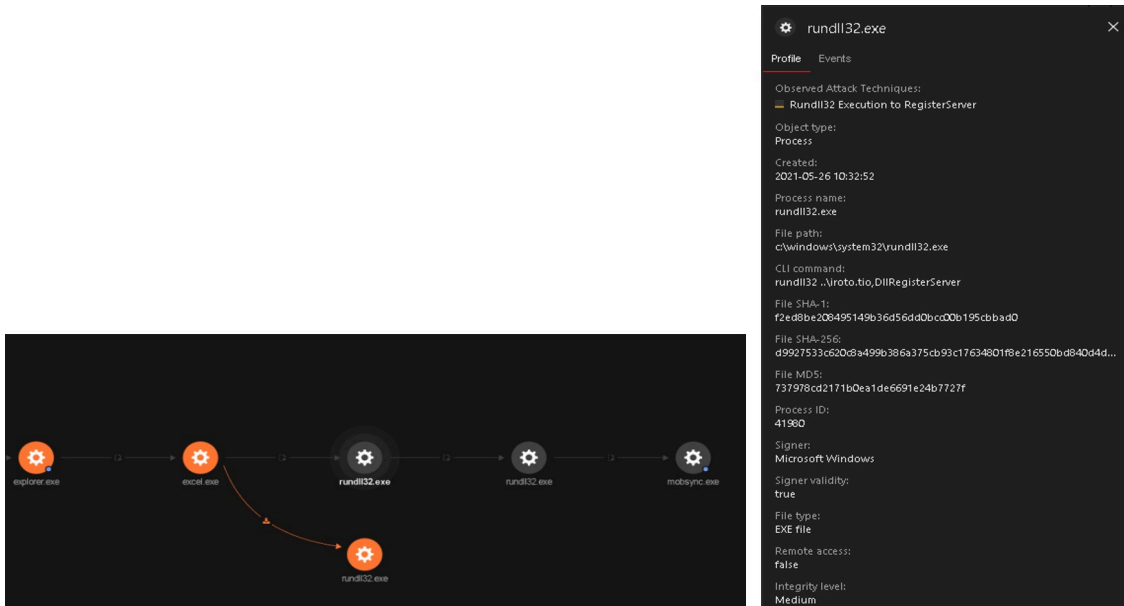 rundll32.exe
Profile Events
Observed Attack Techniques:
Rundll32 Execution to RegisterServer
Object type:
Process
Created:
2021-05-26 10:32:52
Process name:
rundll32.exe
File path:
c:\windows\system32\rundll32.exe
CLI command:
rundll32 ..\iroto.tio,DllRegisterServer
File SHA-1:
f2ed8be208495149b36d56dd0bcc00b195cbbad0
File SHA-256:
d9927533c620c8a499b386a375cb93c17634801f8e216550bd840d4d...
File MD5:
737978cd2171b0ea1de6691e24b7727f
Process ID:
41980
Signer:
Microsoft Windows
Signer validity:
true
File type:
EXE file
Remote access:
false
Integrity level:
Medium
explorer.exe excel.exe rundll32.exe rundll32.exe mobsync.exe
rundll32.exe